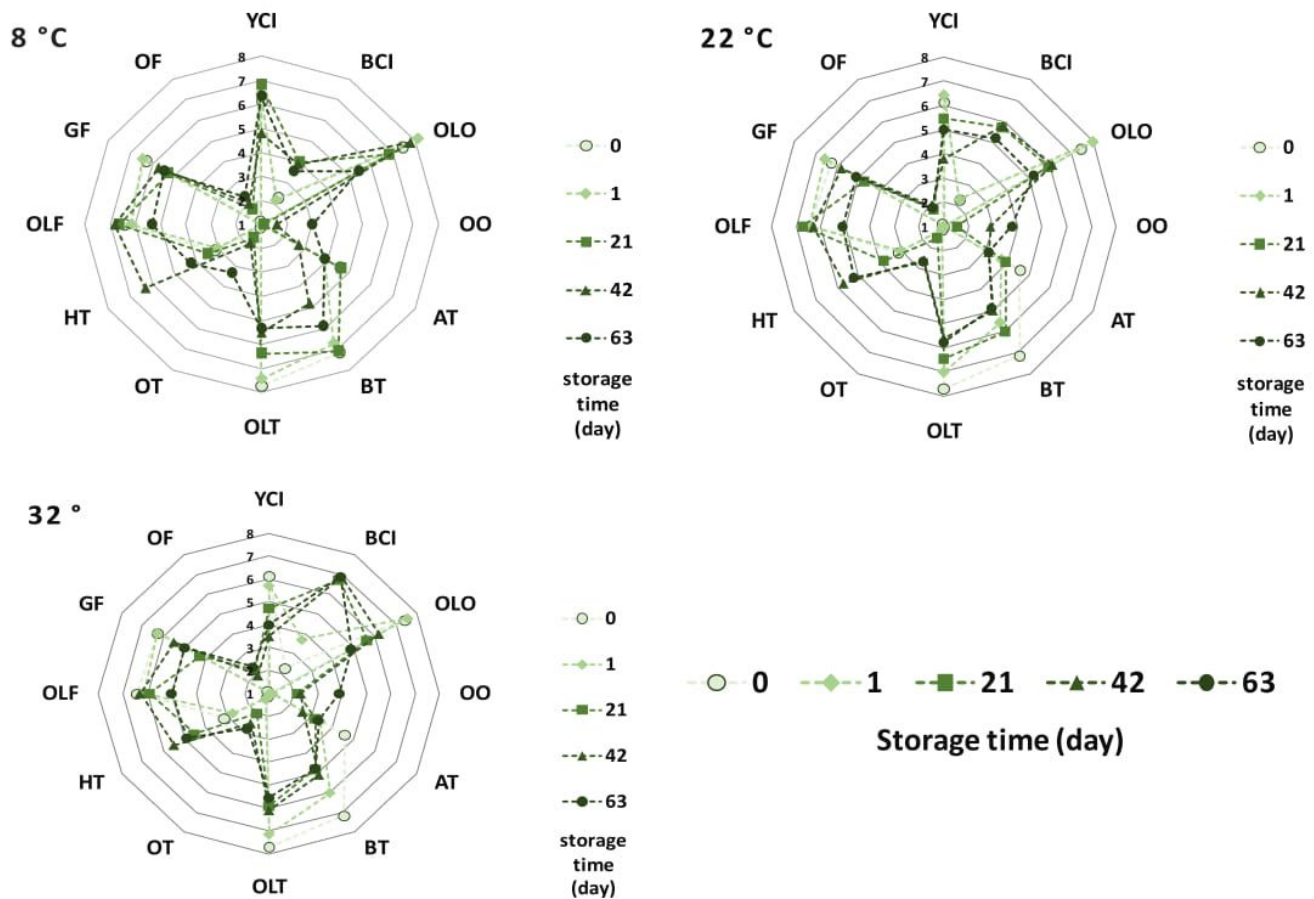 8 °C
YCI
OF
BCI
GF
OLO
OLF
OO
HT
AT
OT
BT
OLT
8
7
6
5
4
3
2
1
0
1
21
42
63
storage
time
(day)
22 °C
YCI
OF
BCI
GF
OLO
OLF
OO
HT
AT
OT
BT
OLT
8
7
6
5
4
3
2
1
0
1
21
42
63
storage
time
(day)
32 °
YCI
OF
BCI
GF
OLO
OLF
OO
HT
AT
OT
BT
OLT
8
7
6
5
4
3
2
1
0
1
21
42
63
storage
time
(day)
0 1 21 42 63
Storage time (day)